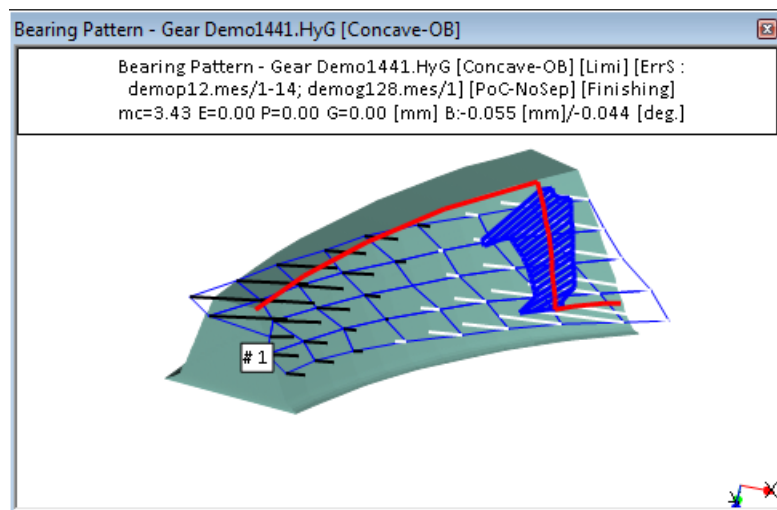 Bearing Pattern - Gear Demo1441.HyG [Concave-OB]
Bearing Pattern - Gear Demo1441.HyG [Concave-OB] [Limi] [ErrS :
demop12.mes/1-14; demog128.mes/1] [PoC-NoSep] [Finishing]
mc=3.43 E=0.00 P=0.00 G=0.00 [mm] B:-0.055 [mm]/-0.044 [deg.]
# 1
Y X